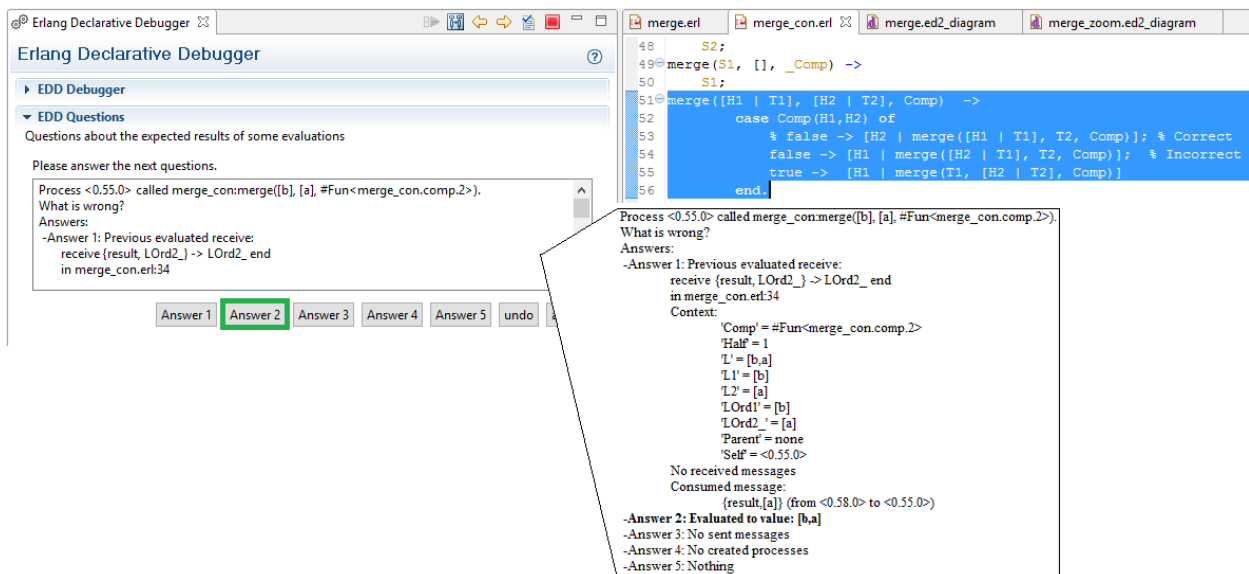 Erlang Declarative Debugger
Erlang Declarative Debugger
EDD Debugger
EDD Questions
Questions about the expected results of some evaluations
Please answer the next questions.
Process <0.55.0> called merge_con:merge([b], [a], #Fun<merge_con.comp.2>).
What is wrong?
Answers:
-Answer 1: Previous evaluated receive:
receive {result, LOrd2_} -> LOrd2_ end
in merge_con.erl:34
Answer 1 Answer 2 Answer 3 Answer 4 Answer 5 undo
merge.erl merge_con.erl merge.ed2_diagram merge_zoom.ed2_diagram
48 S2;
49 merge(S1, [], _Comp) ->
50 S1;
51 merge([H1 | T1], [H2 | T2], Comp) ->
52 case Comp(H1,H2) of
53 % false -> [H2 | merge([H1 | T1], T2, Comp)]; % Correct
54 false -> [H1 | merge([H2 | T1], T2, Comp)]; % Incorrect
55 true -> [H1 | merge(T1, [H2 | T2], Comp)]
56 end.
Process <0.55.0> called merge_con:merge([b], [a], #Fun<merge_con.comp.2>).
What is wrong?
Answers:
-Answer 1: Previous evaluated receive:
receive {result, LOrd2_} -> LOrd2_ end
in merge_con.erl:34
Context:
'Comp' = #Fun<merge_con.comp.2>
'Half' = 1
'L' = [b,a]
'L1' = [b]
'L2' = [a]
'LOrd1' = [b]
'LOrd2_' = [a]
'Parent' = none
'Self' = <0.55.0>
No received messages
Consumed message:
{result,[a]} (from <0.58.0> to <0.55.0>)
-Answer 2: Evaluated to value: [b,a]
-Answer 3: No sent messages
-Answer 4: No created processes
-Answer 5: Nothing